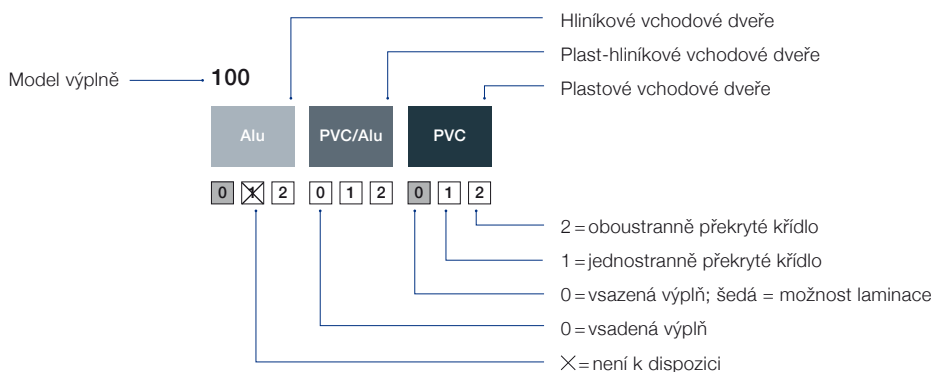 Hliníkové vchodové dveře
Plast-hliníkové vchodové dveře
Model výplně 100
Plastové vchodové dveře
Alu PVC/Alu PVC
0 1 2 0 1 2 0 1 2
2 = oboustranně překryté křídlo
1 = jednostranně překryté křídlo
0 = vsazená výplň; šedá = možnost laminace
0 = vsadená výplň
X = není k dispozici